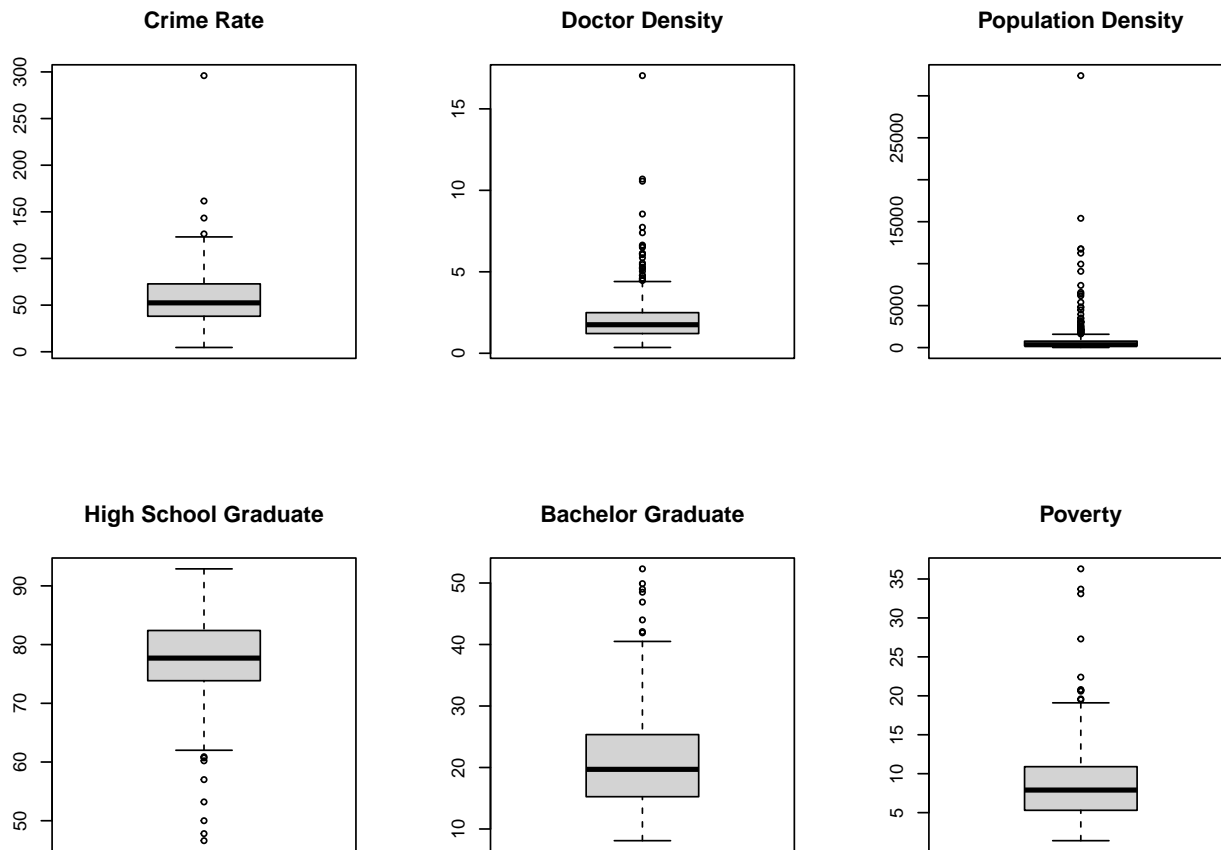 Crime Rate
0 50 100 150 200 250 300
Doctor Density
0 5 10 15
Population Density
0 5000 15000 25000
High School Graduate
50 60 70 80 90
Bachelor Graduate
10 20 30 40 50
Poverty
5 10 15 20 25 30 35